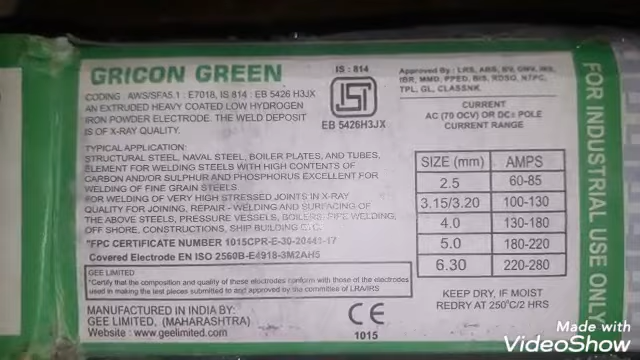 GRICON GREEN
CODING AWS/SFA5.1 : E7018, IS 814 : EB 5426 H3JX
AN EXTRUDED HEAVY COATED LOW HYDROGEN
IRON POWDER ELECTRODE. THE WELD DEPOSIT
IS OF X-RAY QUALITY.
TYPICAL APPLICATION:
STRUCTURAL STEEL, NAVAL STEEL, BOILER PLATES, AND TUBES,
ELEMENT FOR WELDING STEELS WITH HIGH CONTENTS OF
CARBON AND/OR SULPHUR AND PHOSPHORUS EXCELLENT FOR
WELDING OF FINE GRAIN STEELS
FOR WELDING OF VERY HIGH STRESSED JOINTS IN X-RAY
QUALITY FOR JOINING, REPAIR - WELDING AND SURFACING OF
THE ABOVE STEELS, PRESSURE VESSELS, BOILERS, PIPE WELDING,
OFF SHORE, CONSTRUCTIONS, SHIP BUILDING ETC.
*FPC CERTIFICATE NUMBER 1015CPR-E-30-20441-17
Covered Electrode EN ISO 2560B-E4918-3M2AH5
GEE LIMITED
"Certify that the composition and quality of these electrodes conform with those of the electrodes
used in making the test pieces submitted to and approved by the committee of LRA/IRS
MANUFACTURED IN INDIA BY:
GEE LIMITED, (MAHARASHTRA)
Website : www.geelimited.com
CE
1015
IS : 814
EB 5426H3JX
Approved By : LRS, ABS, BV, DNV, IRS,
IBR, MMD, PPED, BIS, RDSO, NTPC,
TPL, GL, CLASSNK
CURRENT
AC (70 OCV) OR DC± POLE
CURRENT RANGE
SIZE (mm) AMPS
2.5 60-85
3.15/3.20 100-130
4.0 130-180
5.0 180-220
6.30 220-280
KEEP DRY, IF MOIST
REDRY AT 250°C/2 HRS
FOR INDUSTRIAL USE ONLY
Made with
VideoShow